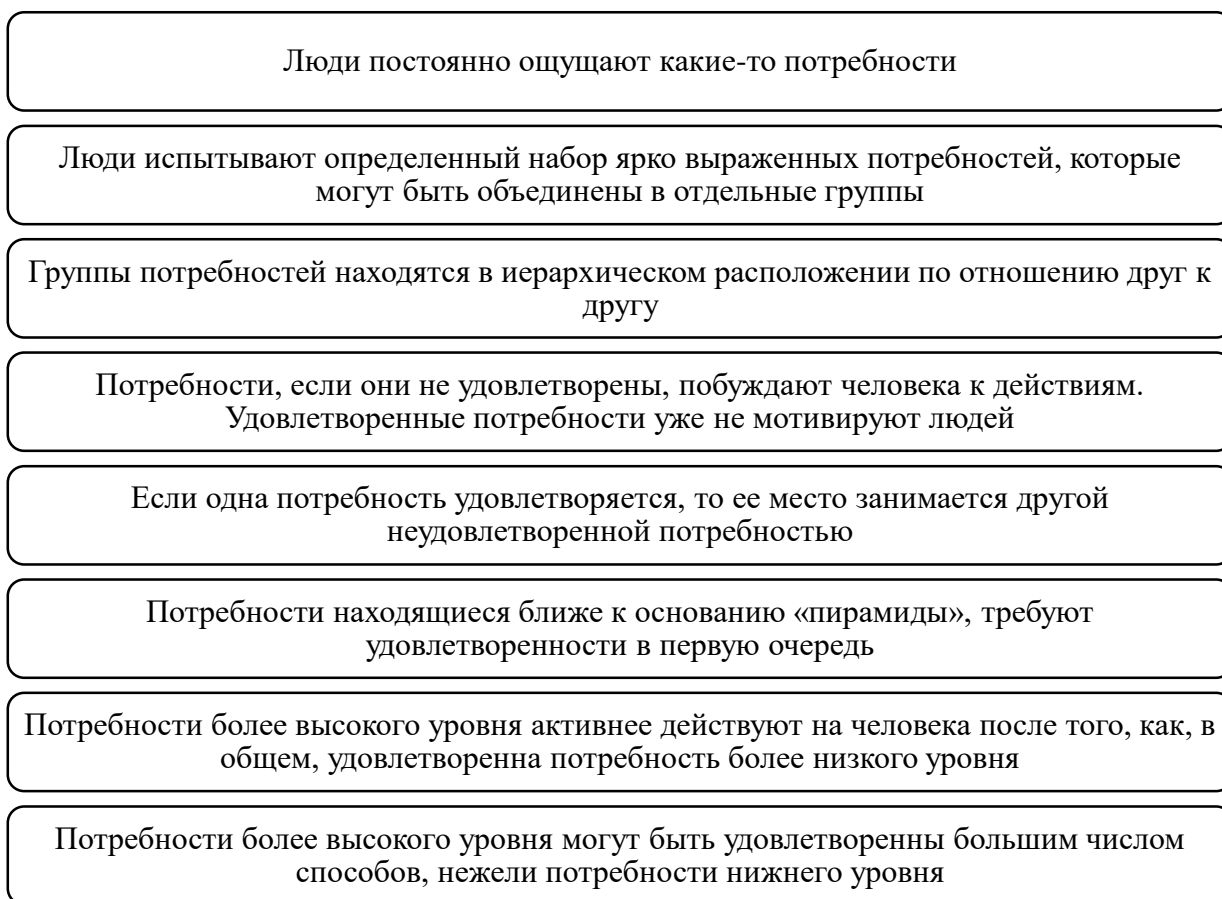 Люди постоянно ощущают какие-то потребности
Люди испытывают определенный набор ярко выраженных потребностей, которые
могут быть объединены в отдельные группы
Группы потребностей находятся в иерархическом расположении по отношению друг к
другу
Потребности, если они не удовлетворены, побуждают человека к действиям.
Удовлетворенные потребности уже не мотивируют людей
Если одна потребность удовлетворяется, то ее место занимается другой
неудовлетворенной потребностью
Потребности находящиеся ближе к основанию «пирамиды», требуют
удовлетворенности в первую очередь
Потребности более высокого уровня активнее действуют на человека после того, как, в
общем, удовлетворенна потребность более низкого уровня
Потребности более высокого уровня могут быть удовлетворенны большим числом
способов, нежели потребности нижнего уровня